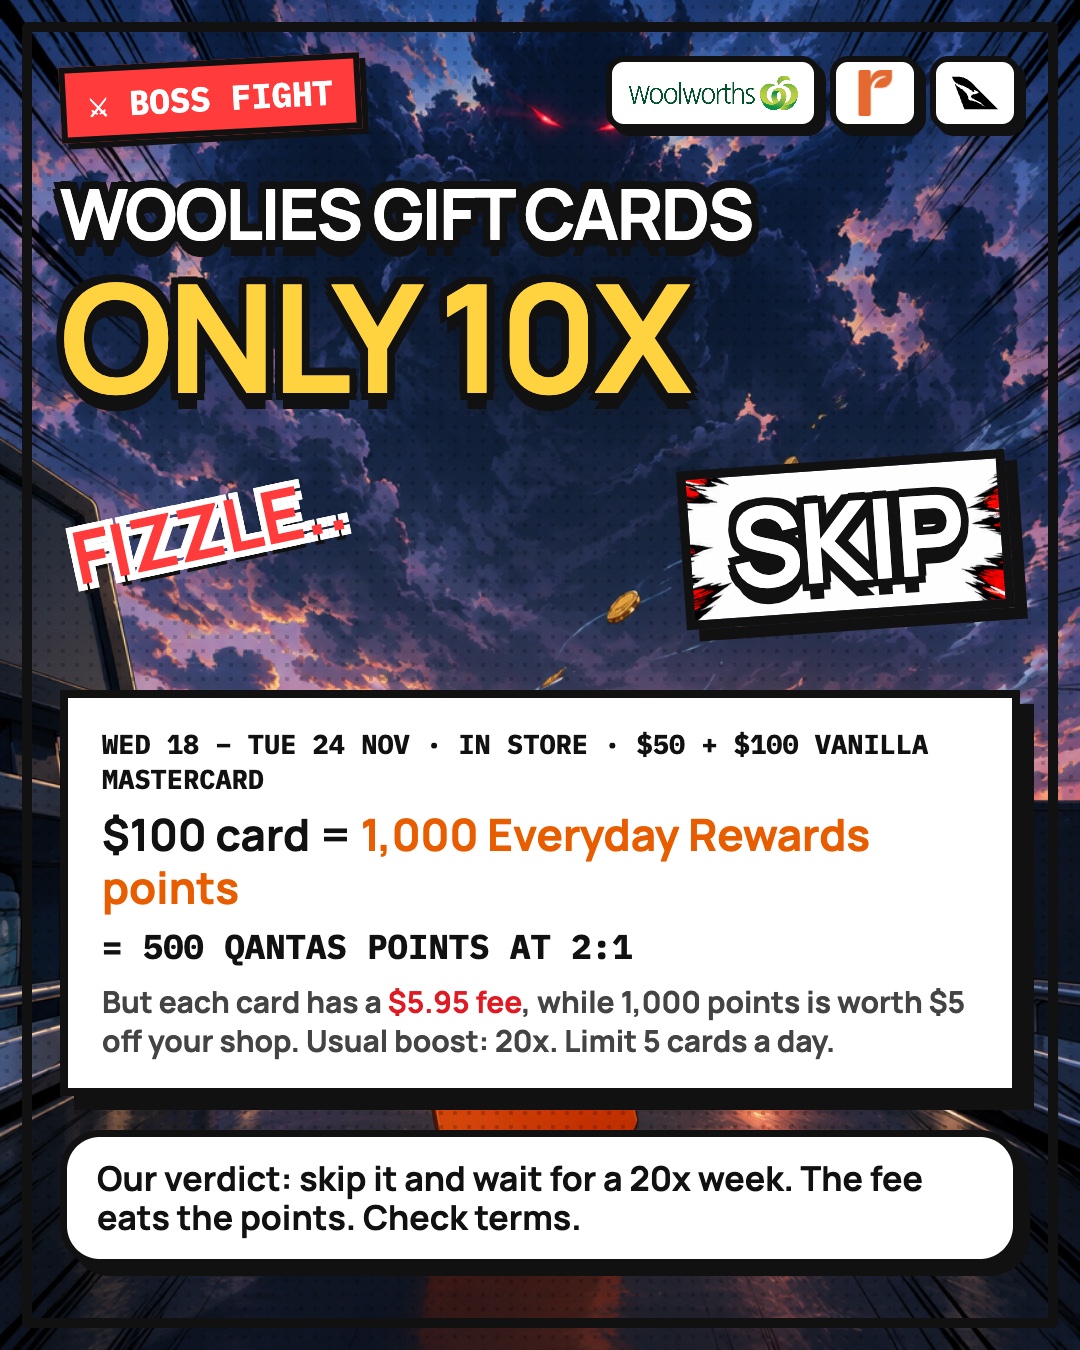 ⚔ BOSS FIGHT
Woolworths
r
WOOLIES GIFT CARDS
ONLY 10X
FIZZLE...
SKIP
WED 18 – TUE 24 NOV · IN STORE · $50 + $100 VANILLA
MASTERCARD
$100 card = 1,000 Everyday Rewards
points
= 500 QANTAS POINTS AT 2:1
But each card has a $5.95 fee, while 1,000 points is worth $5
off your shop. Usual boost: 20x. Limit 5 cards a day.
Our verdict: skip it and wait for a 20x week. The fee
eats the points. Check terms.